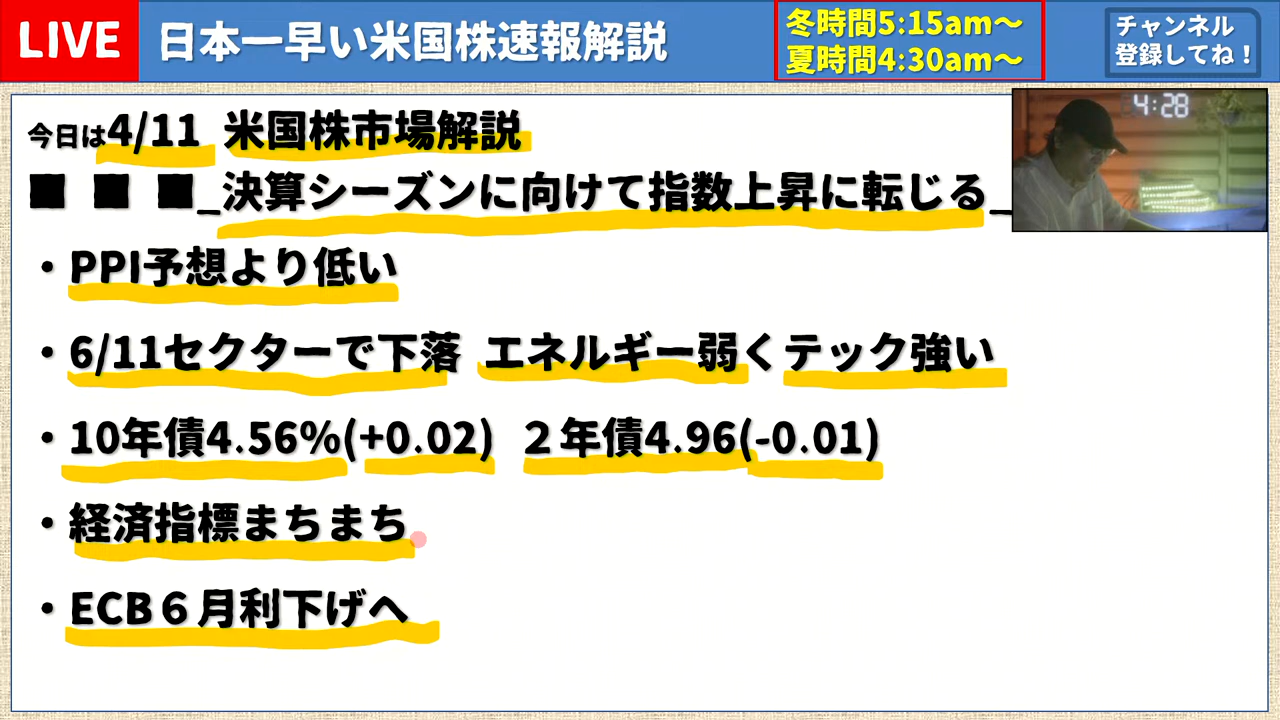 LIVE
日本一早い米国株速報解説
冬時間5:15am～
夏時間4:30am～
チャンネル
登録してね！
4:28
今日は4/11 米国株市場解説
■ ■ ■_決算シーズンに向けて指数上昇に転じる_
・PPI予想より低い
・6/11セクターで下落 エネルギー弱くテック強い
・10年債4.56%(+0.02) ２年債4.96(-0.01)
・経済指標まちまち
・ECB６月利下げへ